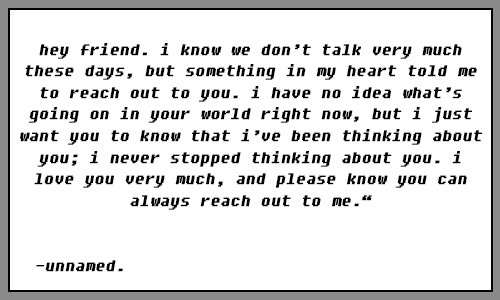 hey friend. i know we don't talk very much
these days, but something in my heart told me
to reach out to you. i have no idea what's
going on in your world right now, but i just
want you to know that i've been thinking about
you; i never stopped thinking about you. i
love you very much, and please know you can
always reach out to me.“
-unnamed.